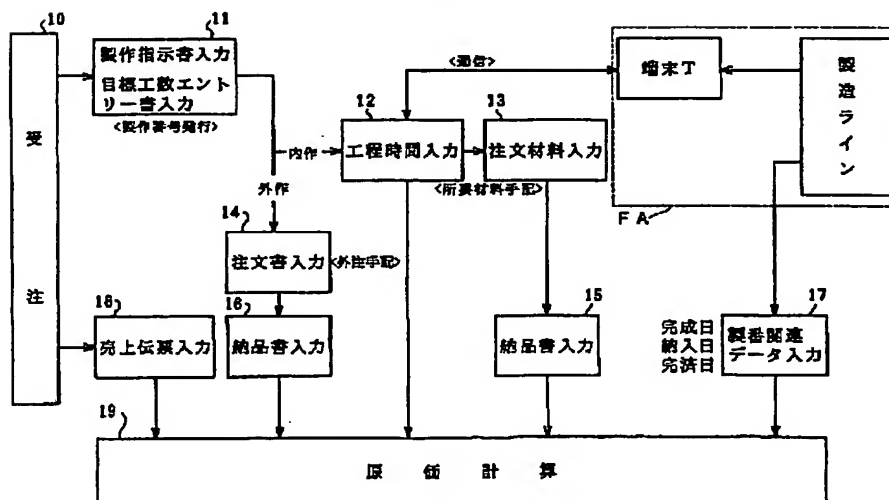 10
受
注
11
製作指示書入力
目標工数エント
リー書入力
<製作番号発行>
内作
外作
12
工程時間入力
<通信>
13
注文材料入力
<所要材料手配>
端末T
製造ライン
FA
14
注文書入力
<外注手配>
18
売上伝票入力
16
納品書入力
15
納品書入力
完成日
納入日
完済日
17
製番関連
データ入力
19
原価計算